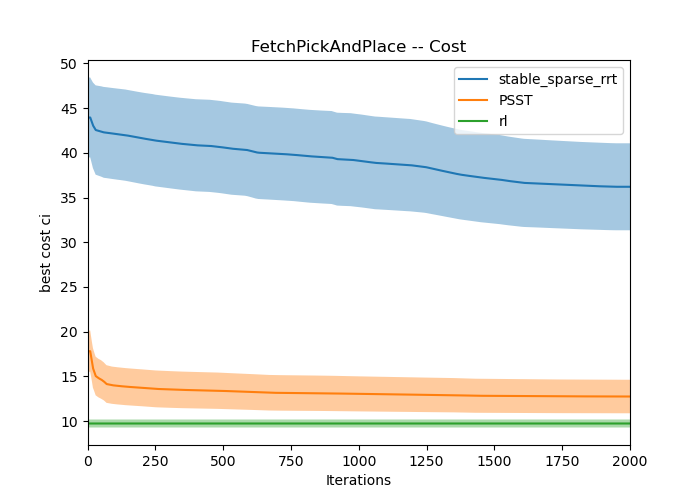 FetchPickAndPlace -- Cost
stable_sparse_rrt
PSST
rl
best cost ci
50
45
40
35
30
25
20
15
10
0 250 500 750 1000 1250 1500 1750 2000
Iterations